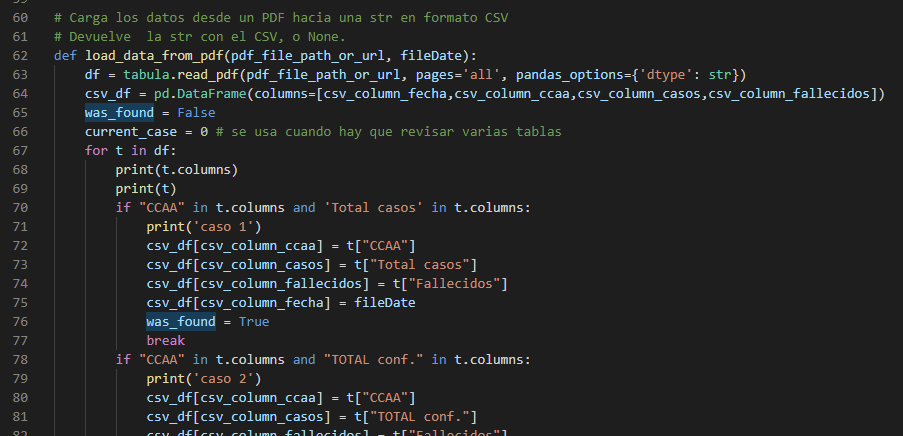 60 # Carga los datos desde un PDF hacia una str en formato CSV
61 # Devuelve  la str con el CSV, o None.
62 def load_data_from_pdf(pdf_file_path_or_url, fileDate):
63     df = tabula.read_pdf(pdf_file_path_or_url, pages='all', pandas_options={'dtype': str})
64     csv_df = pd.DataFrame(columns=[csv_column_fecha,csv_column_ccaa,csv_column_casos,csv_column_fallecidos])
65     was_found = False
66     current_case = 0 # se usa cuando hay que revisar varias tablas
67     for t in df:
68         print(t.columns)
69         print(t)
70         if "CCAA" in t.columns and 'Total casos' in t.columns:
71             print('caso 1')
72             csv_df[csv_column_ccaa] = t["CCAA"]
73             csv_df[csv_column_casos] = t["Total casos"]
74             csv_df[csv_column_fallecidos] = t["Fallecidos"]
75             csv_df[csv_column_fecha] = fileDate
76             was_found = True
77             break
78         if "CCAA" in t.columns and "TOTAL conf." in t.columns:
79             print('caso 2')
80             csv_df[csv_column_ccaa] = t["CCAA"]
81             csv_df[csv_column_casos] = t["TOTAL conf."]
82             csv_df[csv_column_fallecidos] = t["Fallecidos"]